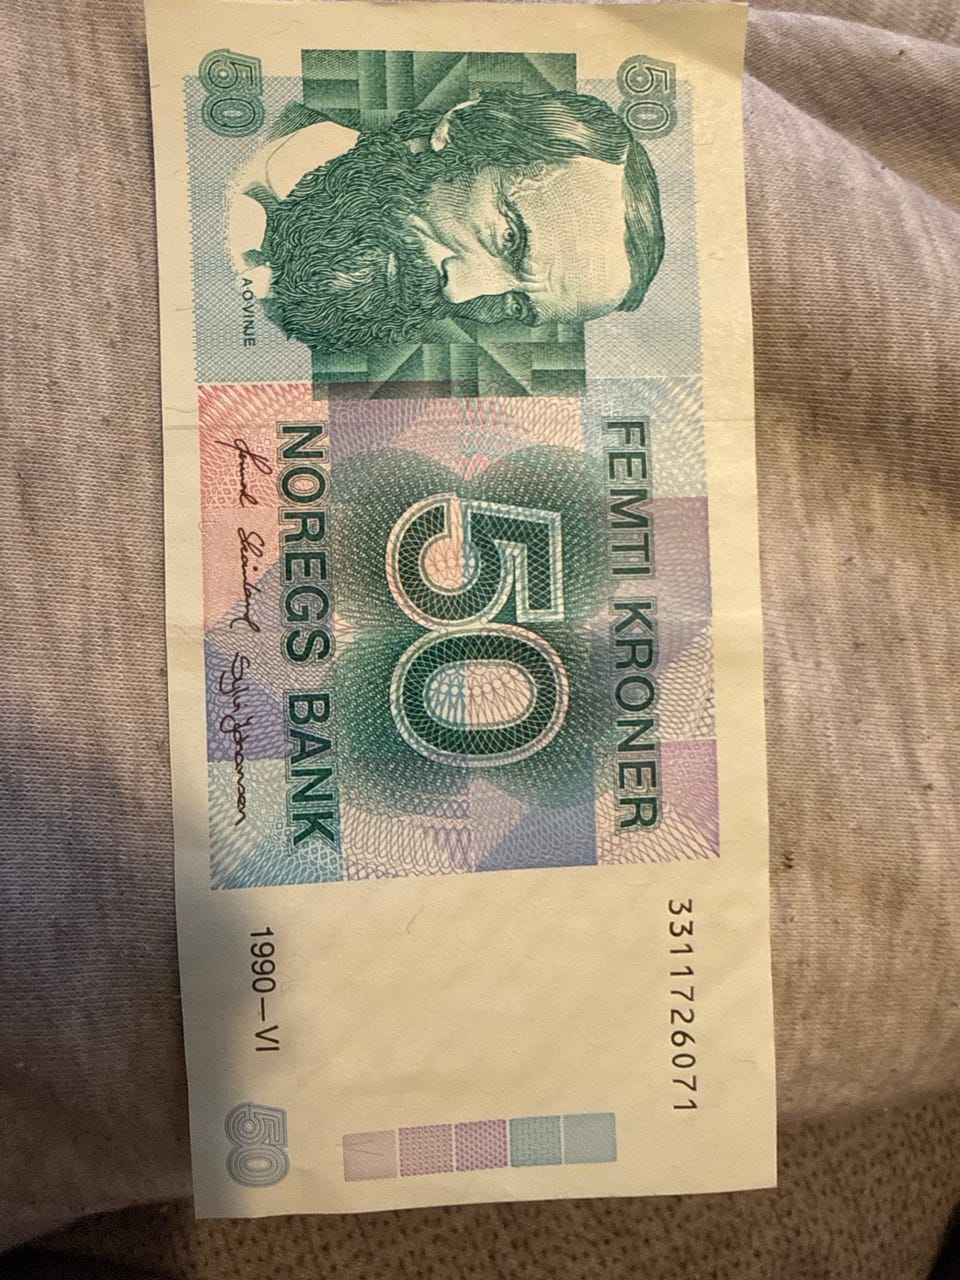 50
50
A O VINJE
FEMTI KRONER
50
NOREGS BANK
3311726071
1990–VI
50